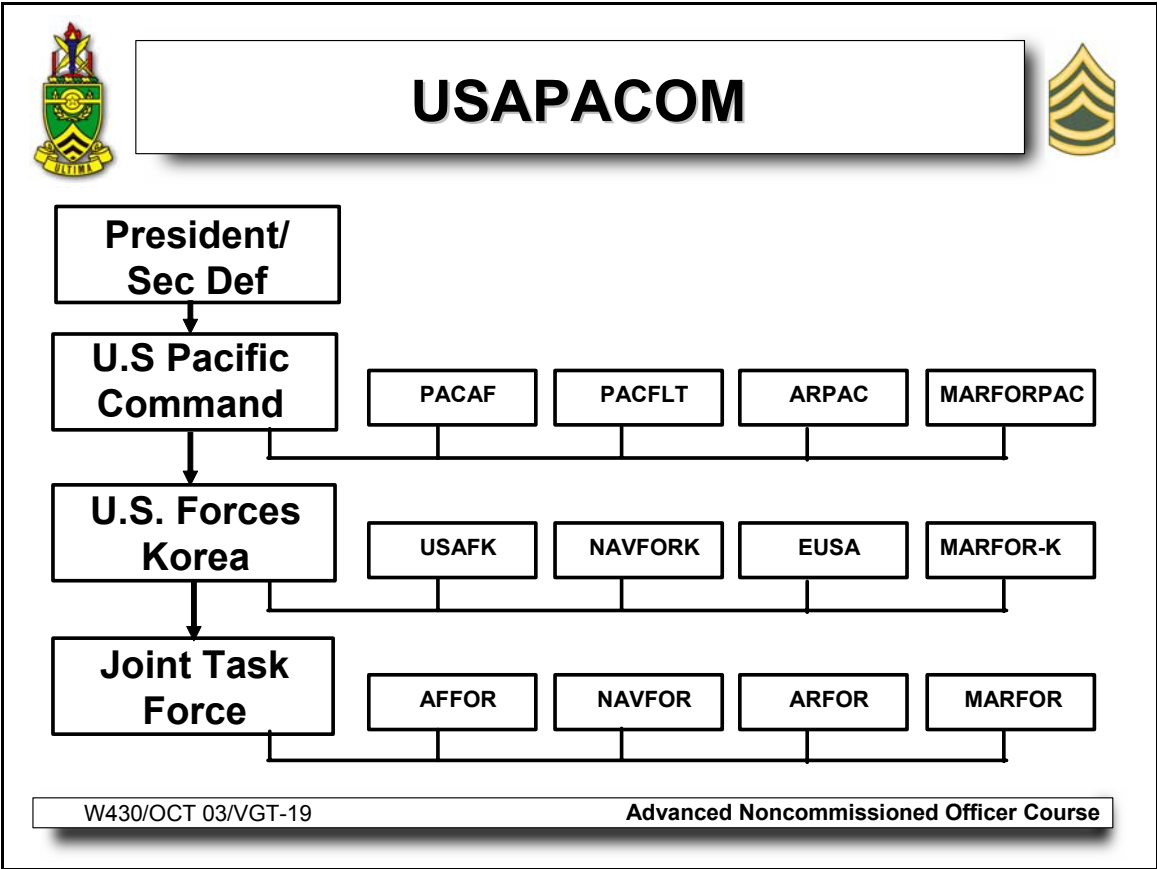 USAPACOM
ULTIMA
President/
Sec Def
U.S Pacific
Command
PACAF
PACFLT
ARPAC
MARFORPAC
U.S. Forces
Korea
USAFK
NAVFORK
EUSA
MARFOR-K
Joint Task
Force
AFFOR
NAVFOR
ARFOR
MARFOR
W430/OCT 03/VGT-19
Advanced Noncommissioned Officer Course